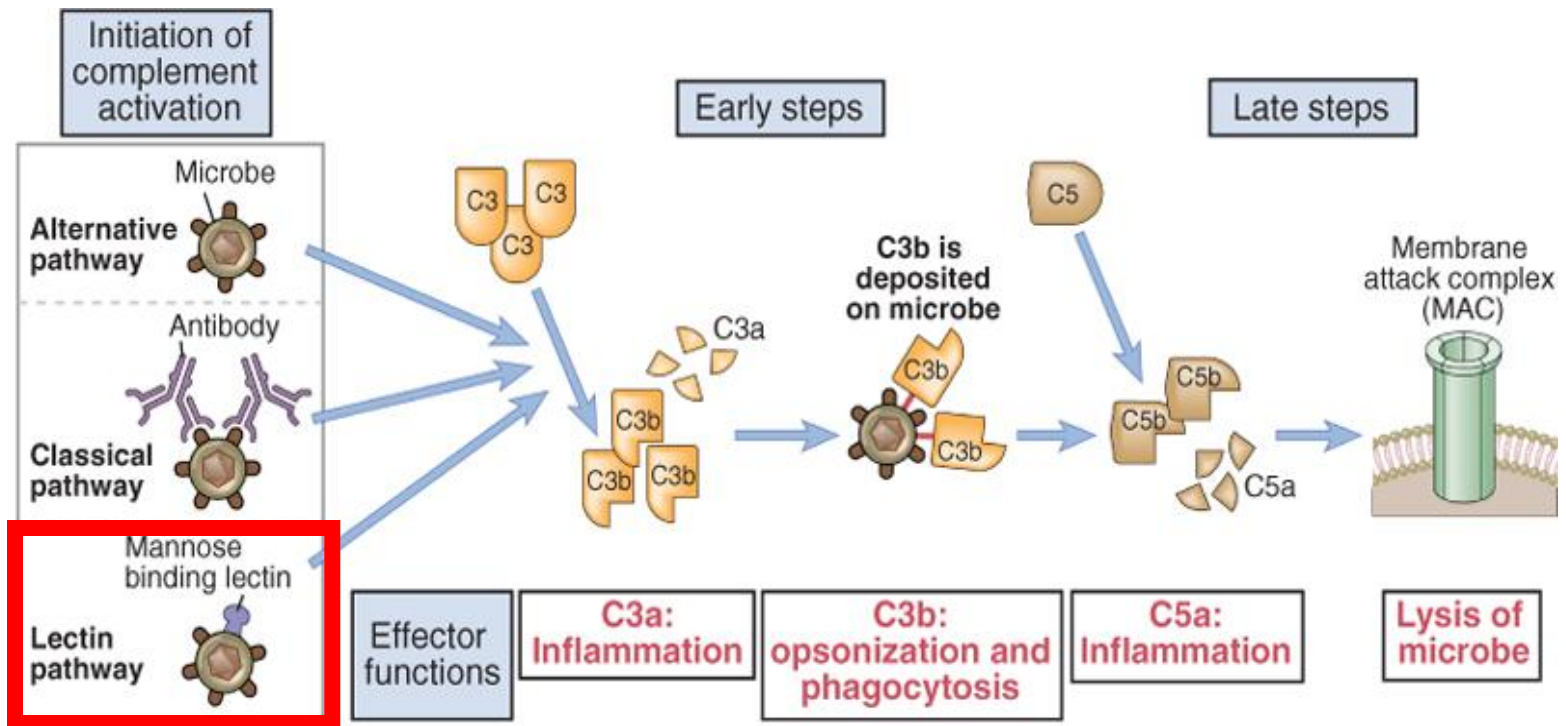 Initiation of
complement
activation
Early steps
Late steps
Microbe
Alternative
pathway
Antibody
Classical
pathway
Mannose
binding lectin
Lectin
pathway
C3
C3
C3
C3a
C3b
C3b
C3b
C3b is
deposited
on microbe
C3b
C3b
C5
C5b
C5b
C5a
Membrane
attack complex
(MAC)
Effector
functions
C3a:
Inflammation
C3b:
opsonization and
phagocytosis
C5a:
Inflammation
Lysis of
microbe